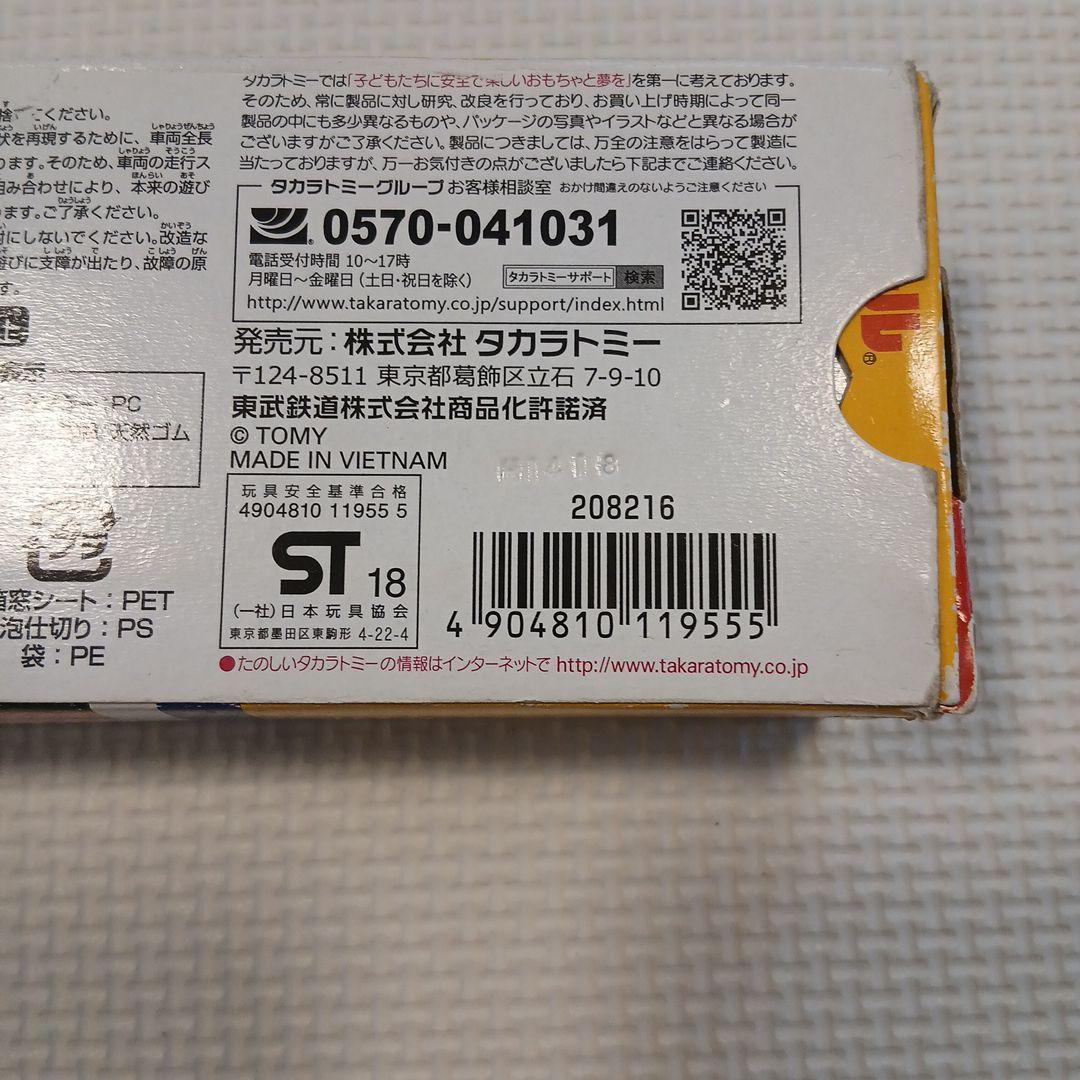 タカラトミーでは「子どもたちに安全で楽しいおもちゃと夢を」を第一に考えております。
そのため、常に製品に対し研究、改良を行っており、お買い上げ時期によって同一
製品の中にも多少異なるものや、パッケージの写真やイラストなどと異なる場合が
ございますがご了承ください。製品につきましては、万全の注意をはらって製造に
当たっておりますが、万一お気付きの点がございましたら下記までご連絡ください。
タカラトミーグループ お客様相談室 おかけ間違えのないようご注意ください
0570-041031
電話受付時間 10〜17時
月曜日〜金曜日 (土日・祝日を除く)
タカラトミーサポート 検索
http://www.takaratomy.co.jp/support/index.html
発売元：株式会社 タカラトミー
〒124-8511 東京都葛飾区立石 7-9-10
東武鉄道株式会社商品化許諾済
© TOMY
MADE IN VIETNAM
玩具安全基準合格
4904810 11955 5
ST 18
(一社)日本玩具協会
東京都墨田区東駒形 4-22-4
208216
4 904810 119555
●たのしいタカラトミーの情報はインターネットで http://www.takaratomy.co.jp
捨てください。
状を再現するために、車両全長
ります。そのため、車両の走行ス
組み合わせにより、本来の遊び
ります。ご了承ください。
対にしないでください。改造な
遊びに支障が出たり、故障の原
す。
PC
天然ゴム
窓シート：PET
泡仕切り：PS
袋：PE